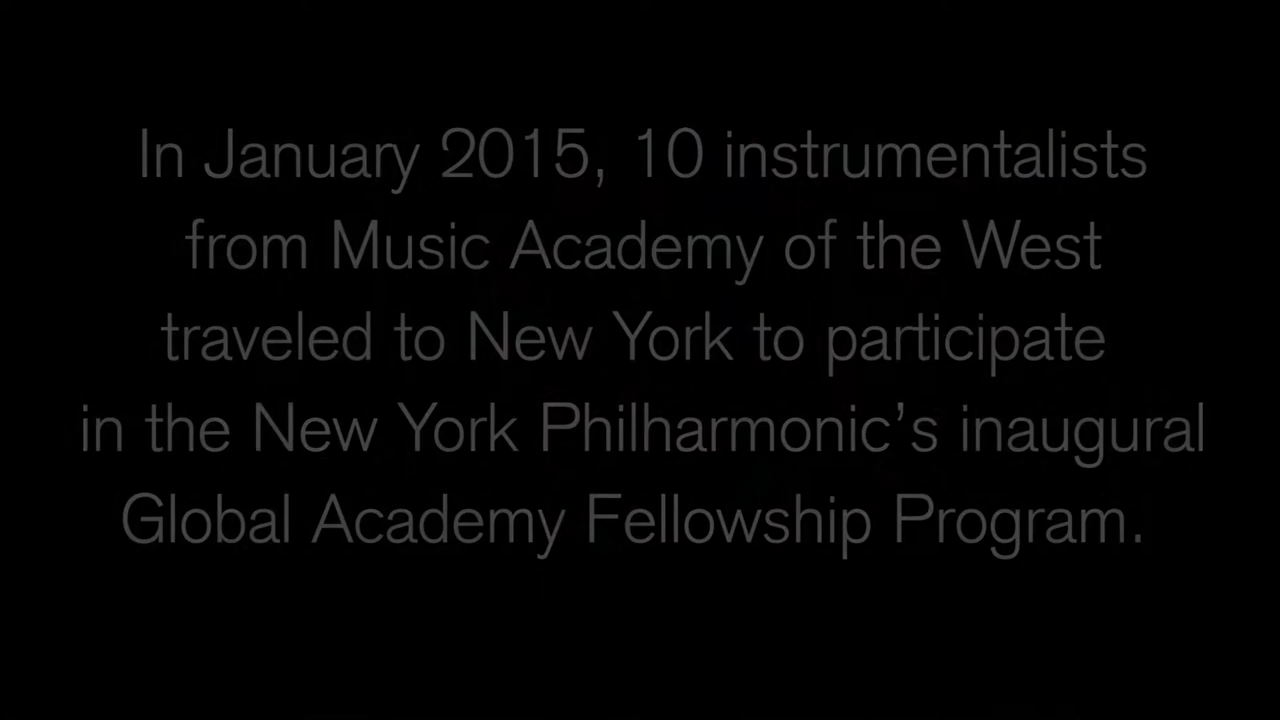 In January 2015, 10 instrumentalists
from Music Academy of the West
traveled to New York to participate
in the New York Philharmonic’s inaugural
Global Academy Fellowship Program.